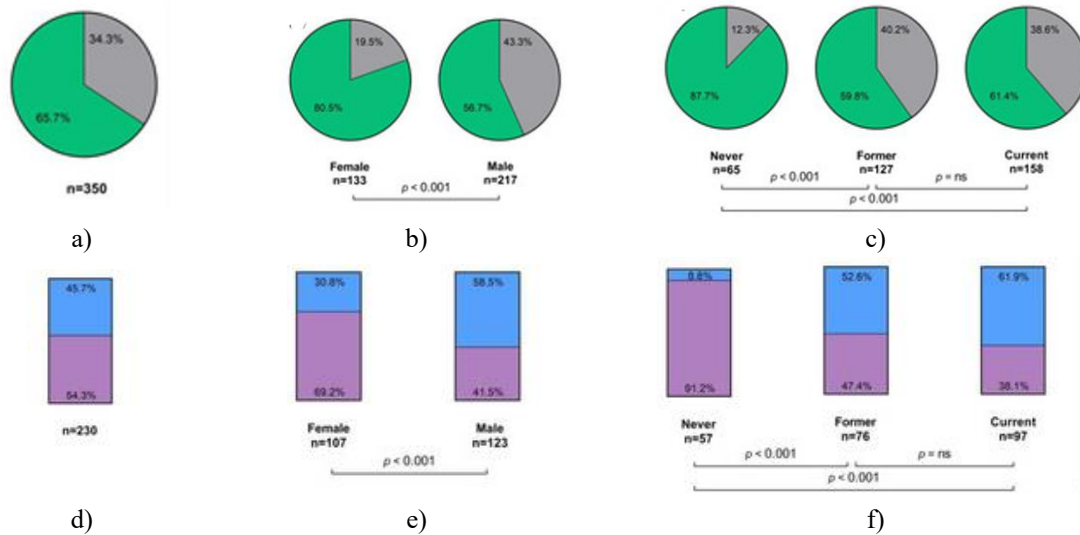 34.3%
65.7%
n=350
19.5%
80.5%
43.3%
56.7%
Female
n=133
Male
n=217
p < 0.001
12.3%
87.7%
40.2%
59.8%
38.6%
61.4%
Never
n=65
Former
n=127
Current
n=158
p < 0.001
p = ns
p < 0.001
a)
b)
c)
45.7%
54.3%
n=230
30.8%
69.2%
58.5%
41.5%
Female
n=107
Male
n=123
p < 0.001
8.8%
91.2%
52.6%
47.4%
61.9%
38.1%
Never
n=57
Former
n=76
Current
n=97
p < 0.001
p = ns
p < 0.001
d)
e)
f)